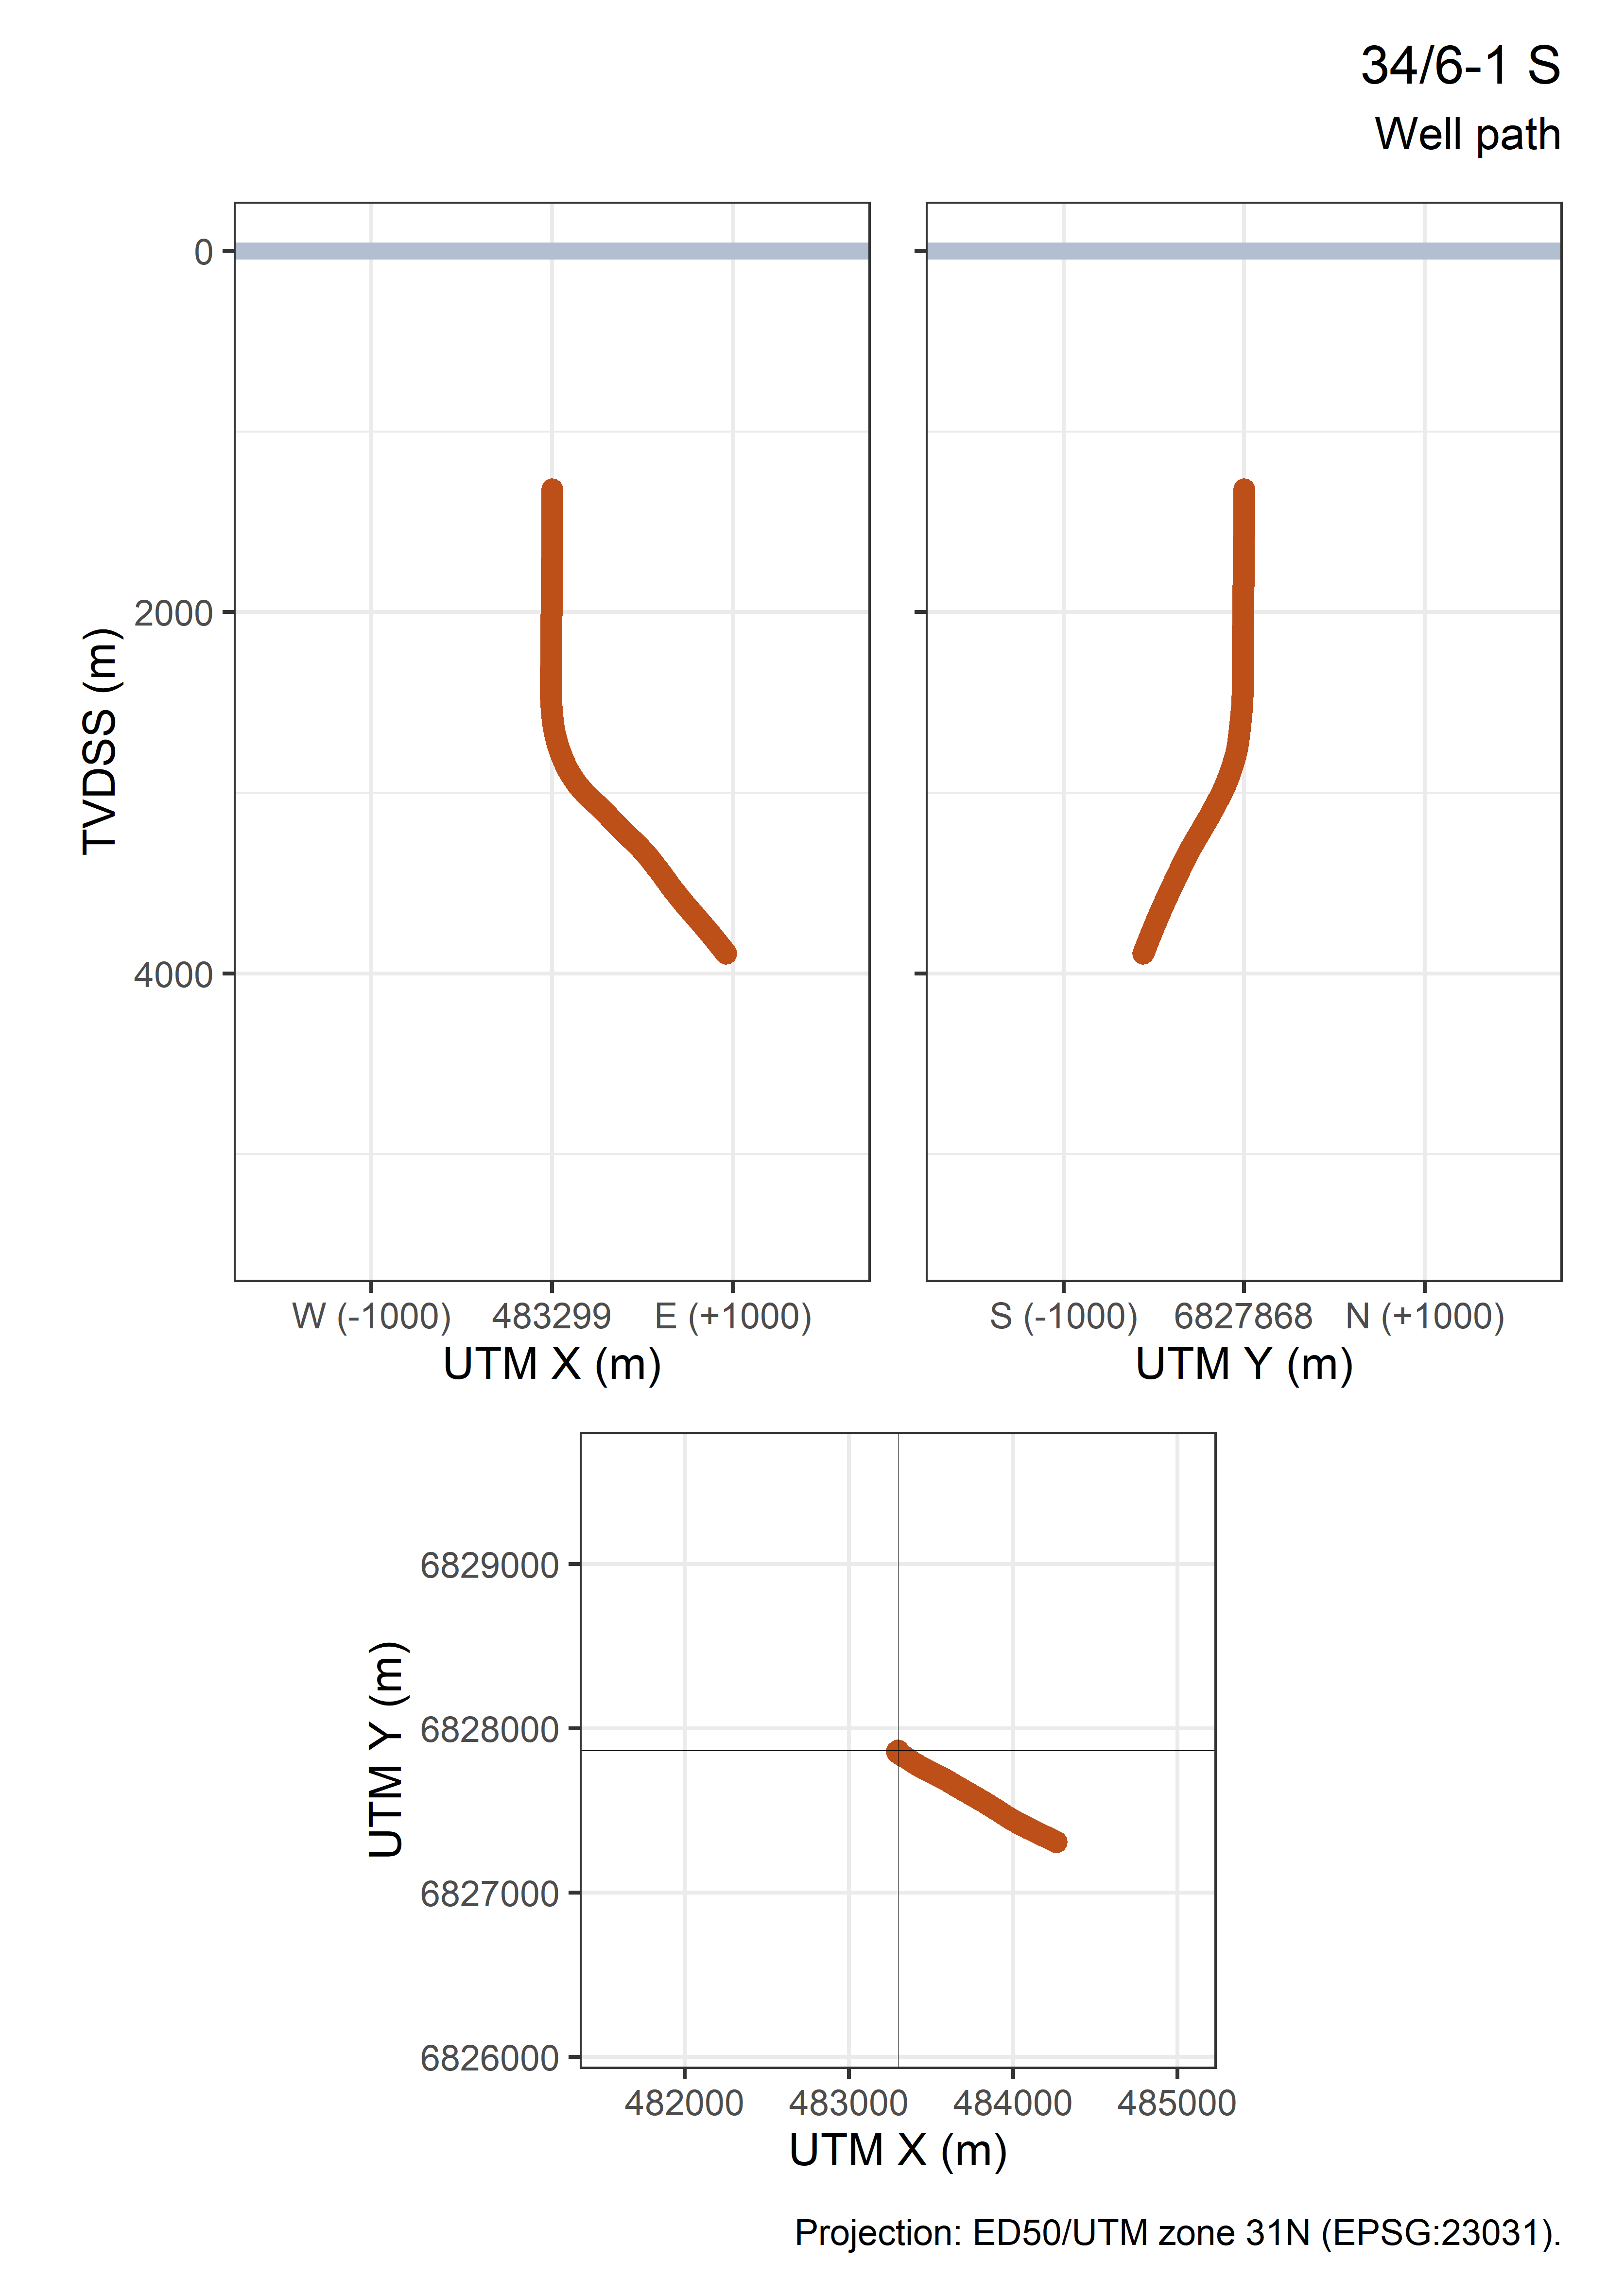 34/6-1 S
Well path
TVDSS (m)
0
2000
4000
W (-1000) 483299 E (+1000)
UTM X (m)
S (-1000) 6827868 N (+1000)
UTM Y (m)
UTM Y (m)
6829000
6828000
6827000
6826000
482000 483000 484000 485000
UTM X (m)
Projection: ED50/UTM zone 31N (EPSG:23031).